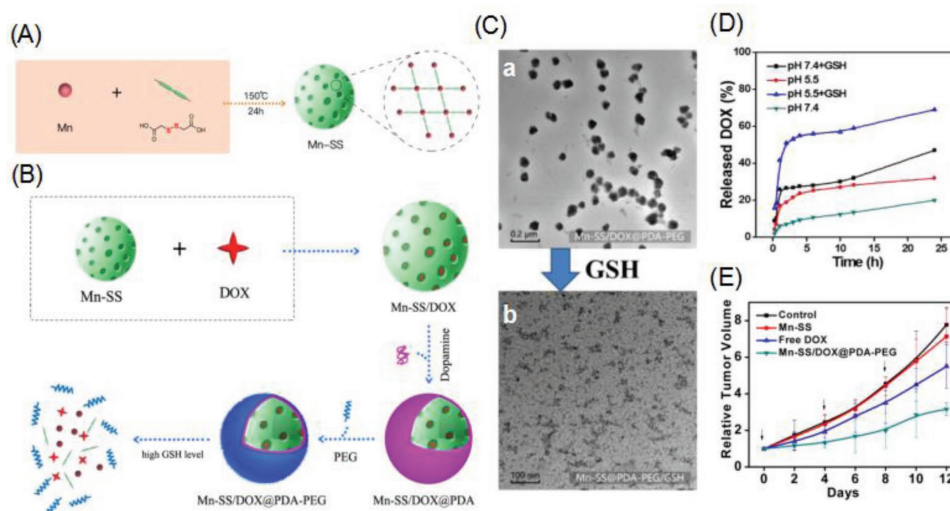 (A)
Mn
+
HO
O
S
S
O
OH
150℃
24h
Mn-SS
(B)
Mn-SS
+
DOX
Mn-SS/DOX
Dopamine
Mn-SS/DOX@PDA
PEG
Mn-SS/DOX@PDA-PEG
high GSH level
(C)
a
0.2 μm
Mn-SS/DOX@PDA-PEG
GSH
b
100 nm
Mn-SS@PDA-PEG/GSH
(D)
Released DOX (%)
100
80
60
40
20
0
pH 7.4+GSH
pH 5.5
pH 5.5+GSH
pH 7.4
0 5 10 15 20 25
Time (h)
(E)
Relative Tumor Volume
8
6
4
2
0
Control
Mn-SS
Free DOX
Mn-SS/DOX@PDA-PEG
0 2 4 6 8 10 12
Days